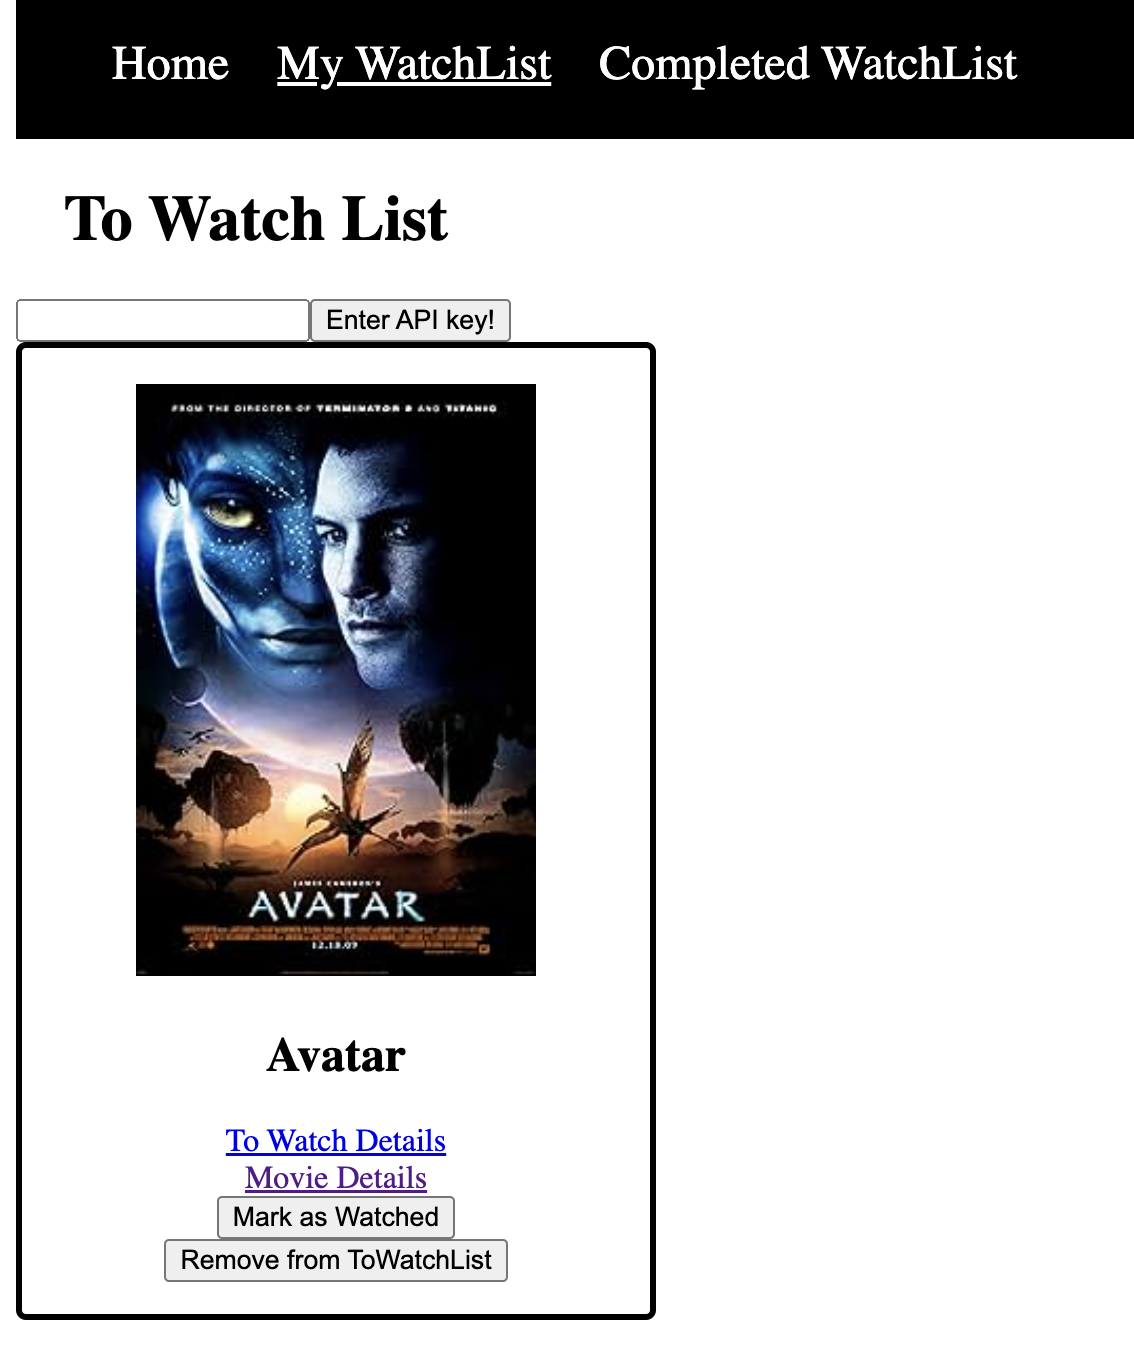 Home My WatchList Completed WatchList
To Watch List
Enter API key!
FROM THE DIRECTOR OF TERMINATOR 2 AND TITANIC
JAMES CAMERON'S
AVATAR
12.18.09
Avatar
To Watch Details
Movie Details
Mark as Watched
Remove from ToWatchList